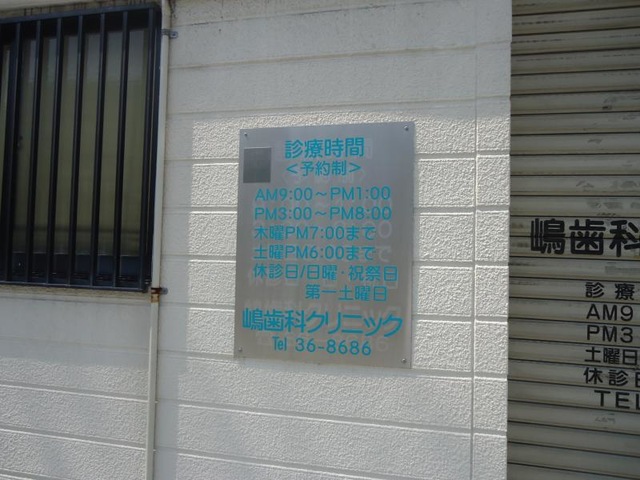 診療時間
＜予約制＞
AM9:00～PM1:00
PM3:00～PM8:00
木曜PM7:00まで
土曜PM6:00まで
休診日/日曜・祝祭日
第一土曜日
嶋歯科クリニック
Tel 36-8686
嶋歯科
診療
AM9
PM3
土曜日
休診日
TEL